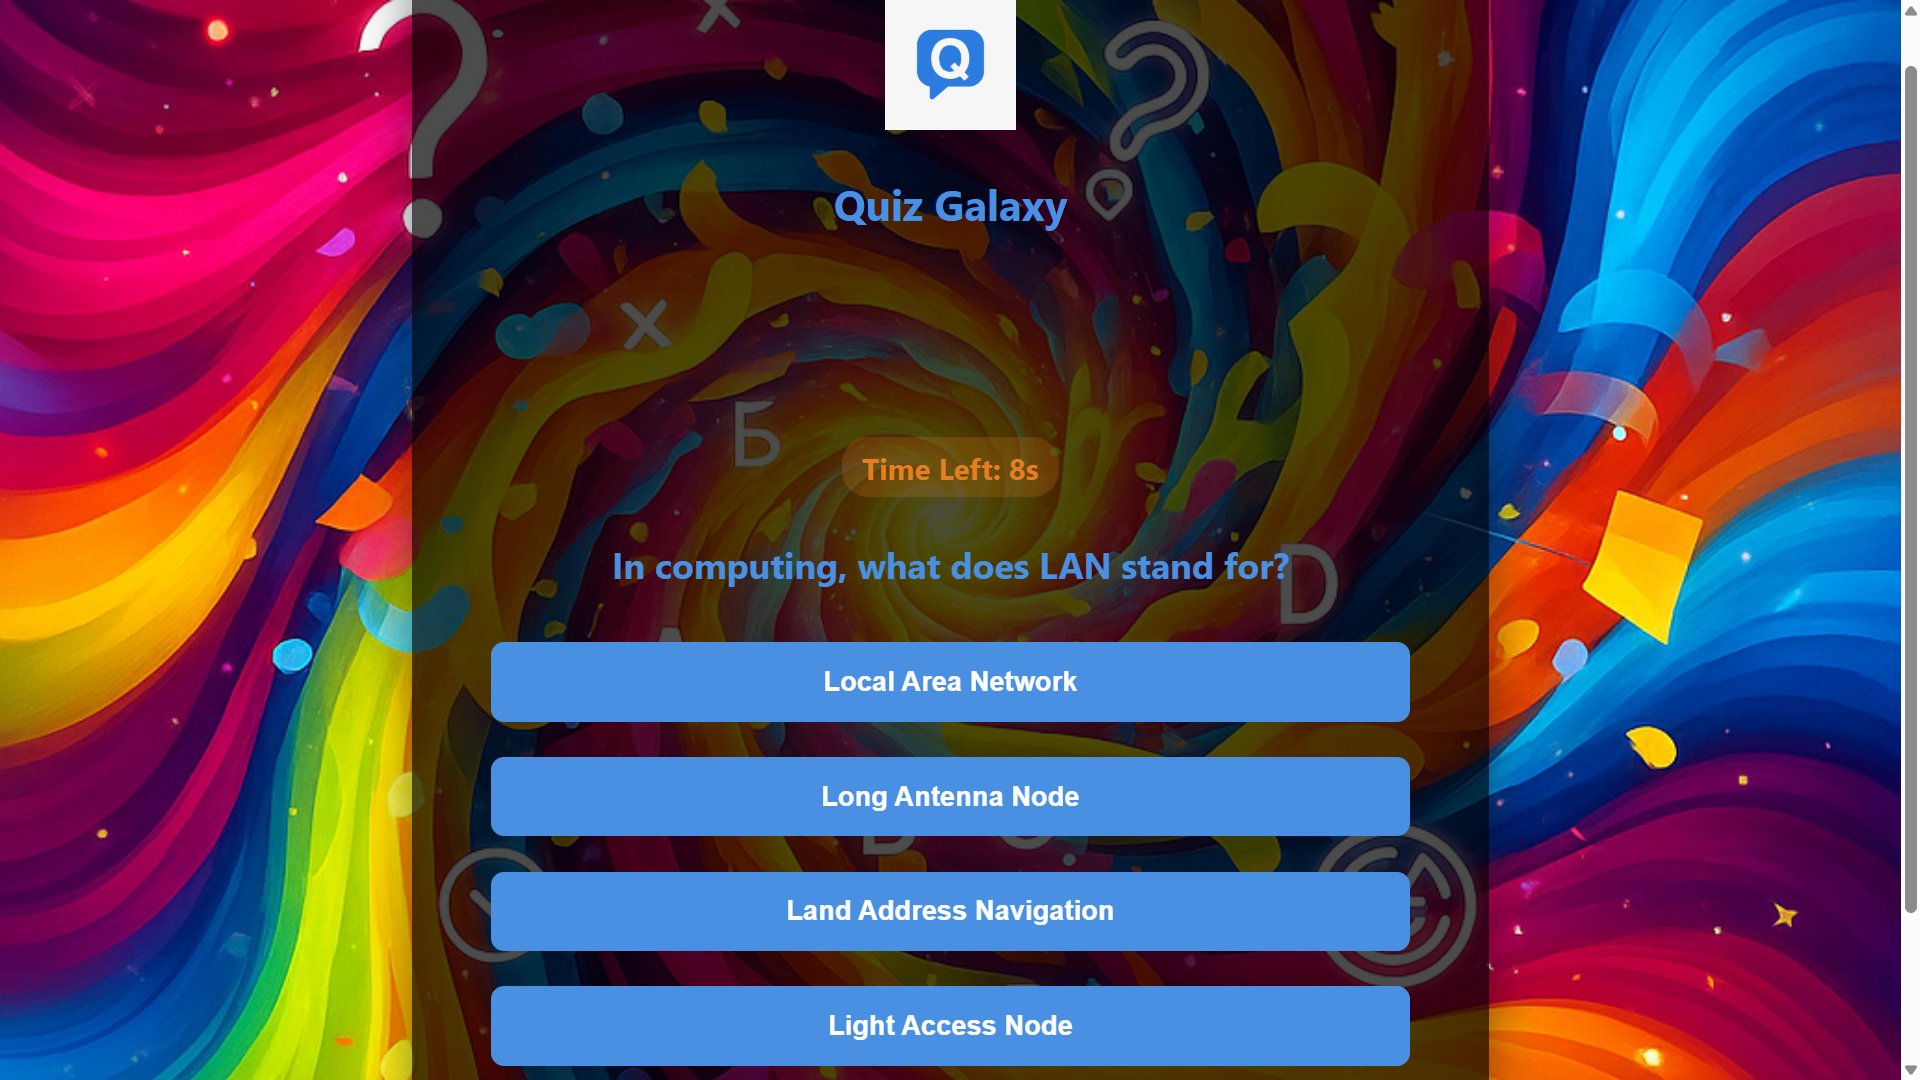 Q
Quiz Galaxy
Б
Time Left: 8s
In computing, what does LAN stand for?
D
Local Area Network
Long Antenna Node
Land Address Navigation
Light Access Node